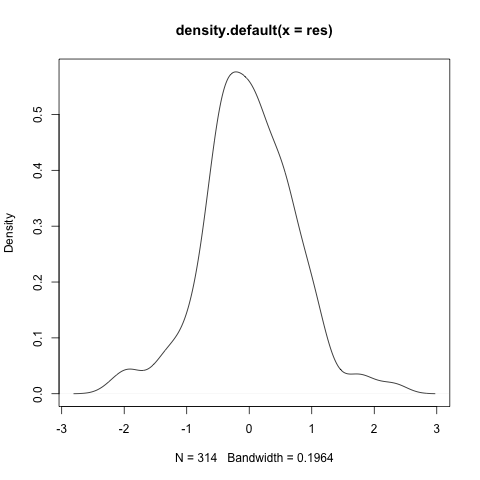 density.default(x = res)
Density
0.5
0.4
0.3
0.2
0.1
0.0
-3 -2 -1 0 1 2 3
N = 314 Bandwidth = 0.1964